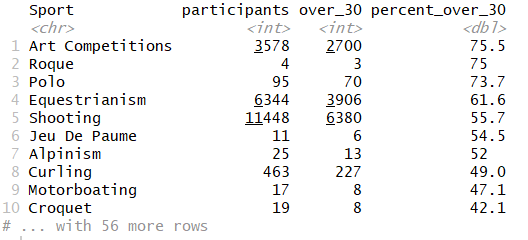 Sport participants over_30 percent_over_30
<chr> <int> <int> <dbl>
1 Art Competitions 3578 2700 75.5
2 Roque 4 3 75
3 Polo 95 70 73.7
4 Equestrianism 6344 3906 61.6
5 Shooting 11448 6380 55.7
6 Jeu De Paume 11 6 54.5
7 Alpinism 25 13 52
8 Curling 463 227 49.0
9 Motorboating 17 8 47.1
10 Croquet 19 8 42.1
# ... with 56 more rows